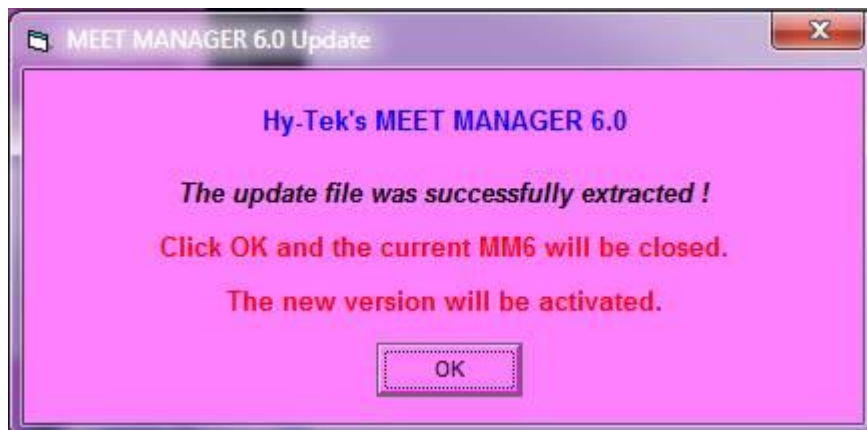 MEET MANAGER 6.0 Update
Hy-Tek's MEET MANAGER 6.0
The update file was successfully extracted !
Click OK and the current MM6 will be closed.
The new version will be activated.
OK